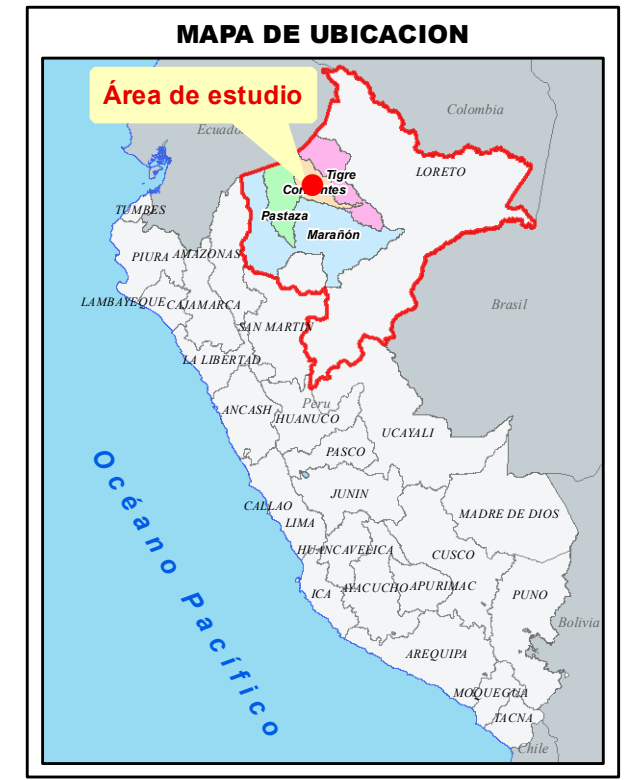 MAPA DE UBICACION
Área de estudio
Colombia
Ecuador
LORETO
Tigre
Corrientes
Pastaza
Marañón
TUMBES
PIURA
AMAZONAS
LAMBAYEQUE
CAJAMARCA
SAN MARTIN
Brasil
LA LIBERTAD
Peru
ANCASH
HUANUCO
UCAYALI
PASCO
Océano Pacífico
JUNIN
CALLAO
LIMA
MADRE DE DIOS
HUANCAVELICA
CUSCO
ICA
AYACUCHO
APURIMAC
PUNO
Bolivia
AREQUIPA
MOQUEGUA
TACNA
Chile